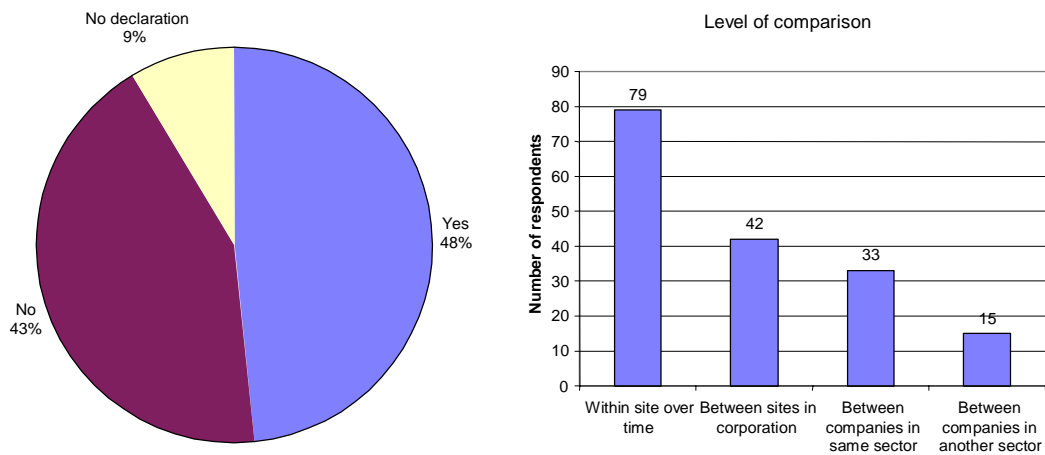 No declaration
9%
Yes
48%
No
43%
Level of comparison
Number of respondents
90
80
70
60
50
40
30
20
10
0
79
42
33
15
Within site over
time
Between sites in
corporation
Between
companies in
same sector
Between
companies in
another sector